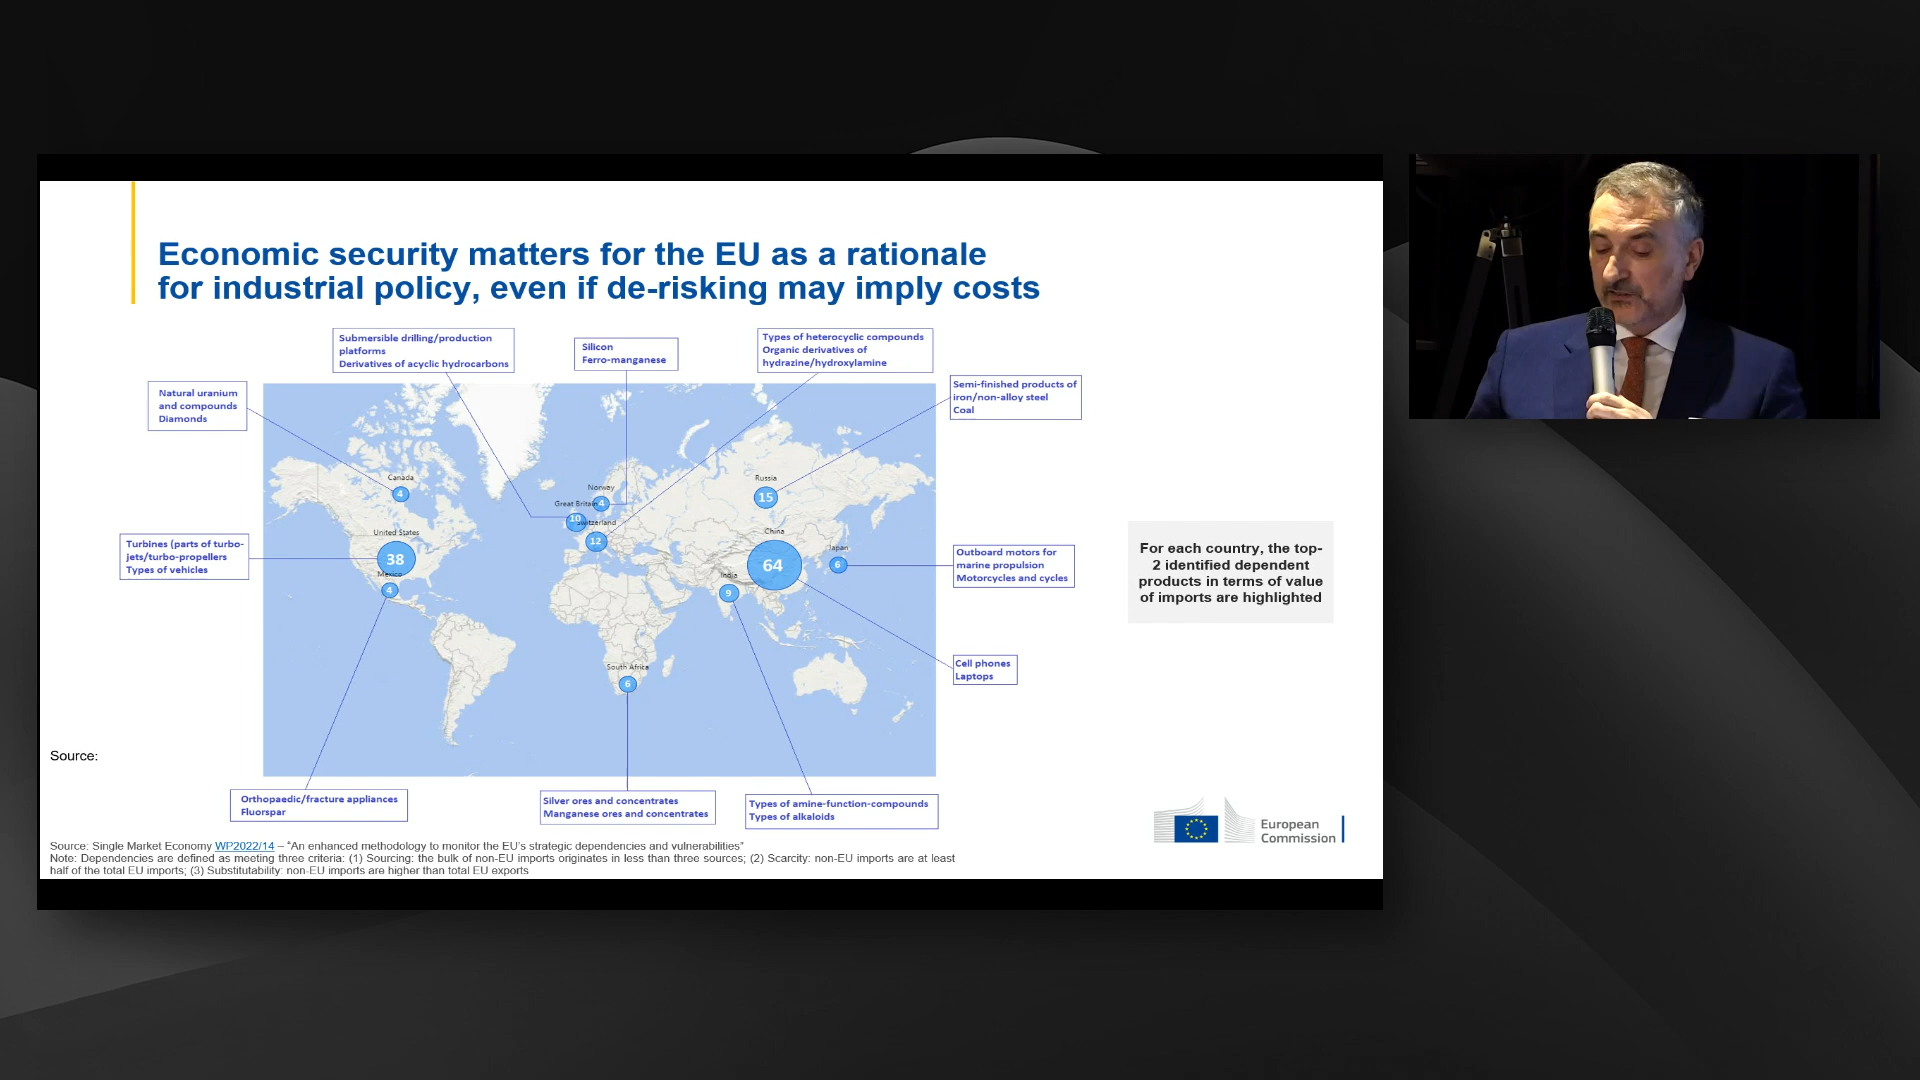 Economic security matters for the EU as a rationale
for industrial policy, even if de-risking may imply costs
Submersible drilling/production
platforms
Derivatives of acyclic hydrocarbons
Silicon
Ferro-manganese
Types of heterocyclic compounds
Organic derivatives of
hydrazine/hydroxylamine
Natural uranium
and compounds
Diamonds
Semi-finished products of
iron/non-alloy steel
Coal
Canada
4
Norway
4
Great Britain
10
Switzerland
12
Russia
15
Turbines (parts of turbo-
jets/turbo-propellers
Types of vehicles
United States
38
Mexico
4
China
64
India
9
Japan
6
Outboard motors for
marine propulsion
Motorcycles and cycles
For each country, the top-
2 identified dependent
products in terms of value
of imports are highlighted
Cell phones
Laptops
South Africa
6
Source:
Orthopaedic/fracture appliances
Fluorspar
Silver ores and concentrates
Manganese ores and concentrates
Types of amine-function-compounds
Types of alkaloids
European
Commission
Source: Single Market Economy WP2022/14 – “An enhanced methodology to monitor the EU’s strategic dependencies and vulnerabilities”
Note: Dependencies are defined as meeting three criteria: (1) Sourcing: the bulk of non-EU imports originates in less than three sources; (2) Scarcity: non-EU imports are at least
half of the total EU imports; (3) Substitutability: non-EU imports are higher than total EU exports